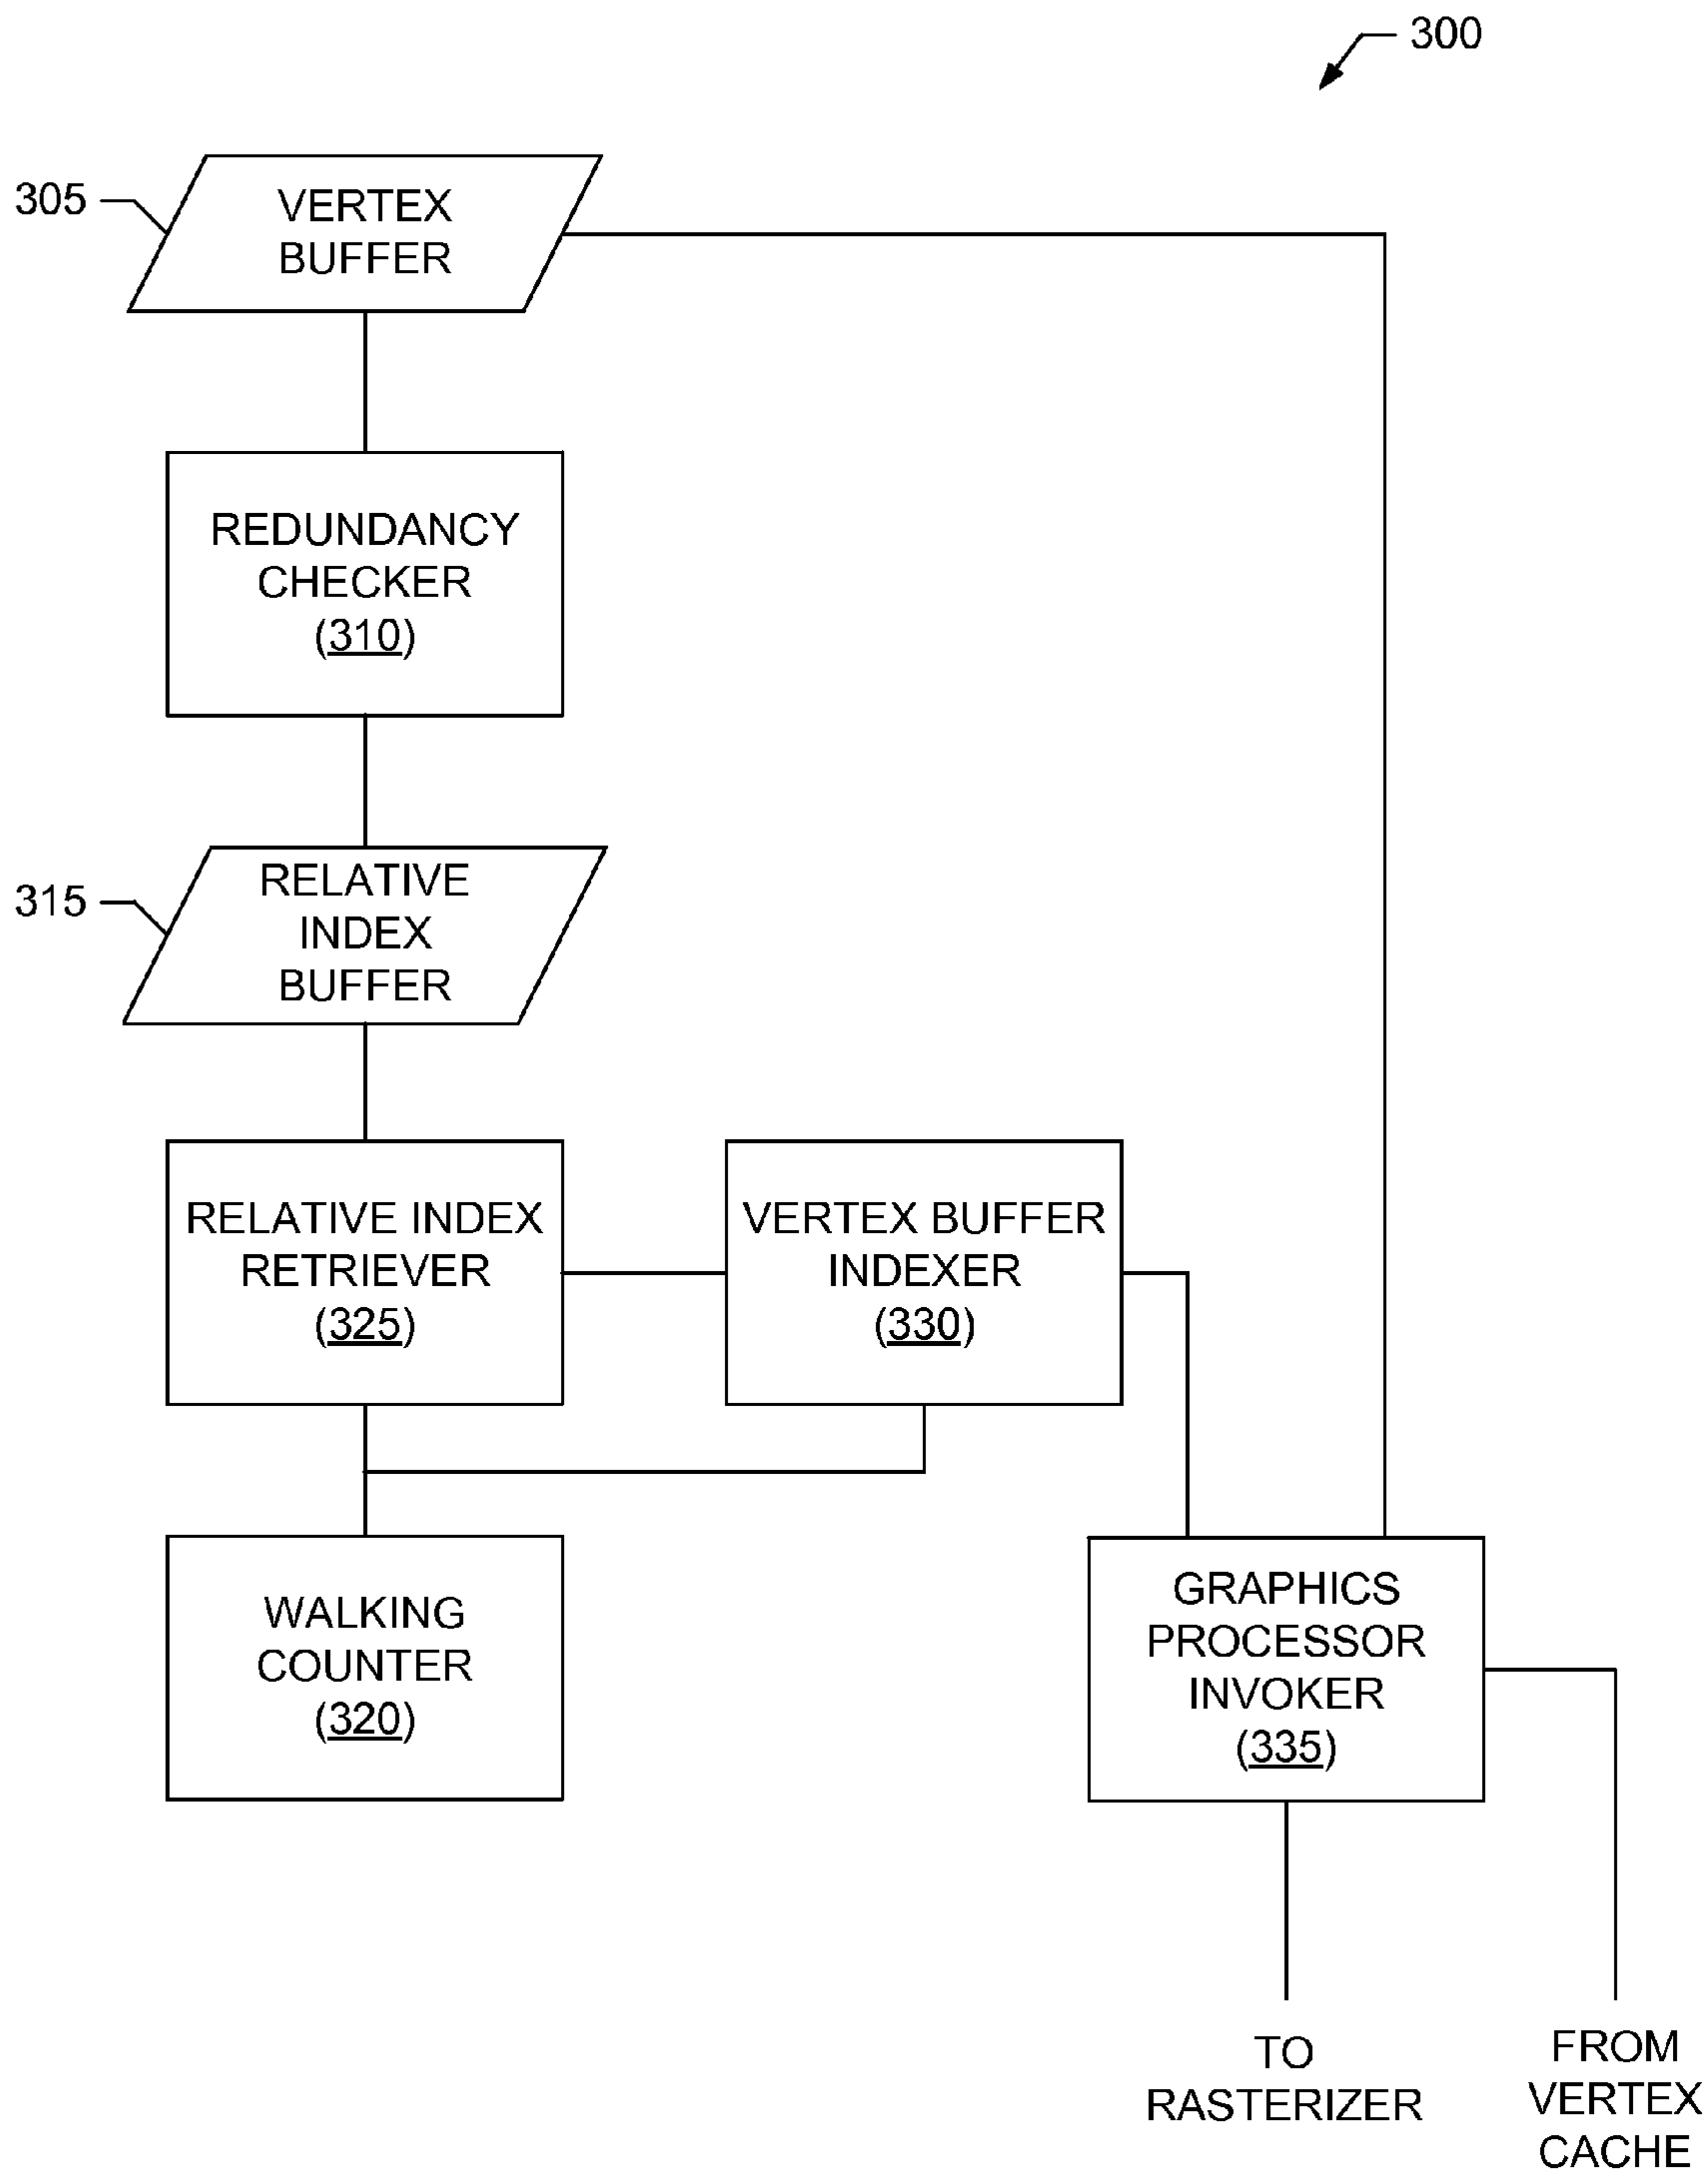 300
305
VERTEX
BUFFER
REDUNDANCY
CHECKER
(310)
315
RELATIVE
INDEX
BUFFER
RELATIVE INDEX
RETRIEVER
(325)
VERTEX BUFFER
INDEXER
(330)
WALKING
COUNTER
(320)
GRAPHICS
PROCESSOR
INVOKER
(335)
TO
RASTERIZER
FROM
VERTEX
CACHE